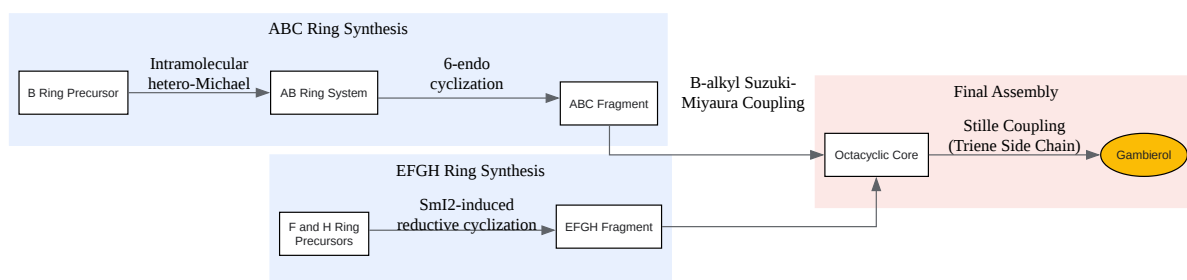 ABC Ring Synthesis
Intramolecular
hetero-Michael
6-endo
cyclization
B Ring Precursor
AB Ring System
ABC Fragment
B-alkyl Suzuki-
Miyaura Coupling
Final Assembly
Stille Coupling
(Triene Side Chain)
Octacyclic Core
Gambierol
EFGH Ring Synthesis
SmI2-induced
reductive cyclization
F and H Ring
Precursors
EFGH Fragment